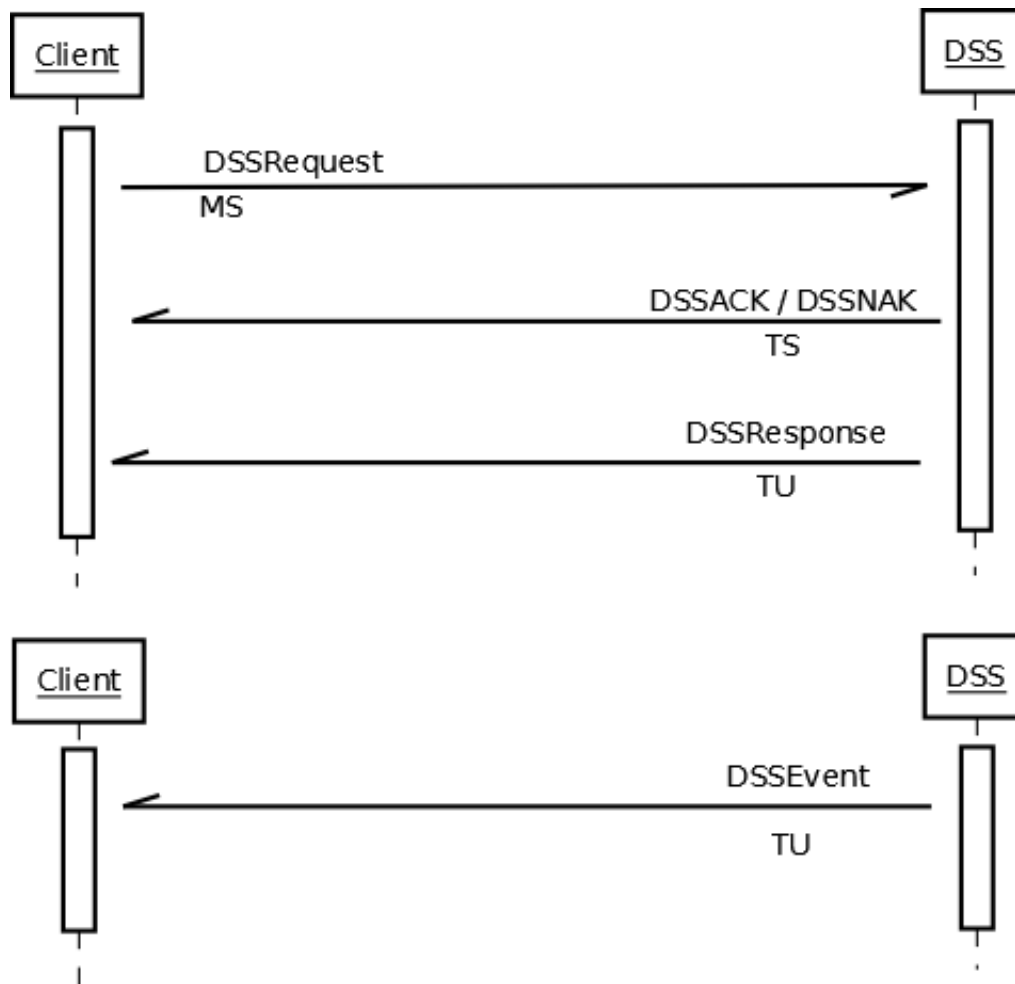 Client
DSS
DSSRequest
MS
DSSACK / DSSNAK
TS
DSSResponse
TU
Client
DSS
DSSEvent
TU